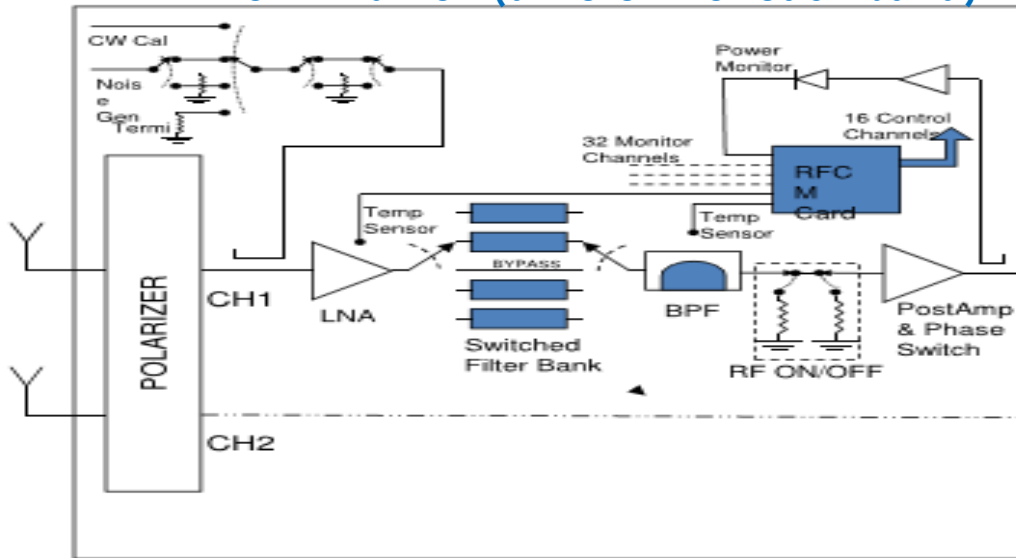 CW Cal
Nois
e
Gen
Termi
Power
Monitor
16 Control
Channels
32 Monitor
Channels
RFC
M
Card
Temp
Sensor
Temp
Sensor
BYPASS
POLARIZER
CH1
LNA
Switched
Filter Bank
BPF
RF ON/OFF
PostAmp
& Phase
Switch
CH2